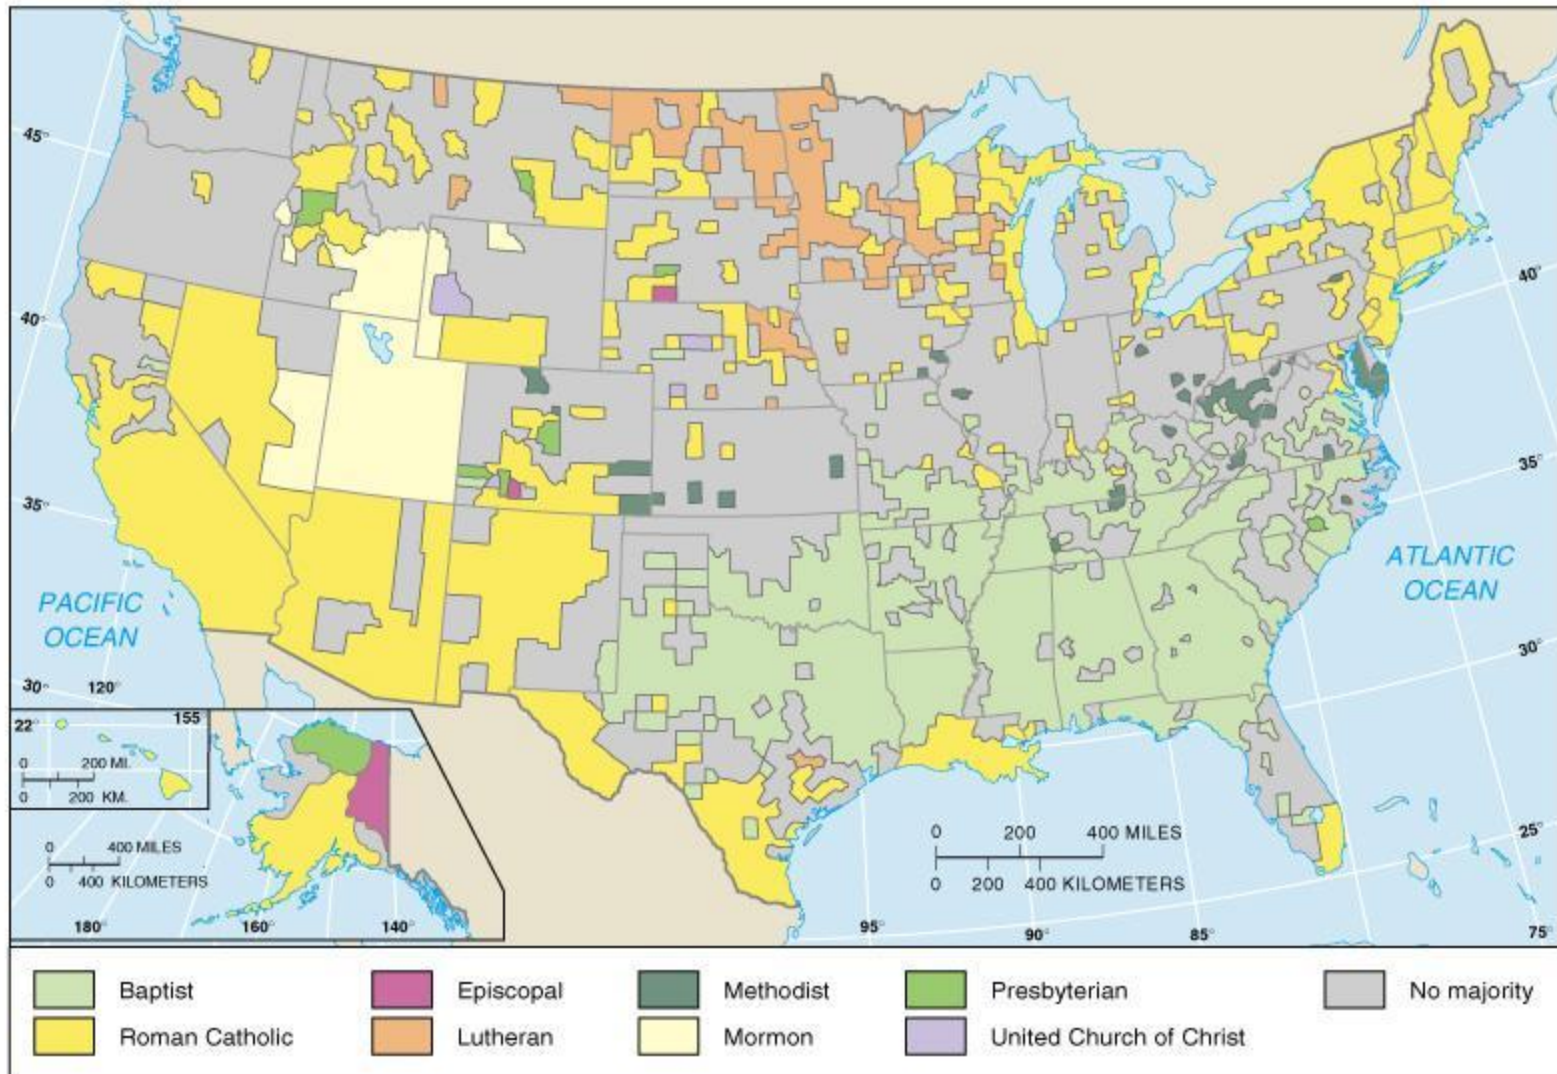 45°
40°
35°
30°
120°
PACIFIC
OCEAN
ATLANTIC
OCEAN
40°
35°
30°
25°
22°
155
0
200 MI.
0
200 KM.
0
400 MILES
0
400 KILOMETERS
180°
160°
140°
0
200
400 MILES
0
200
400 KILOMETERS
95°
90°
85°
75°
Baptist
Episcopal
Methodist
Presbyterian
No majority
Roman Catholic
Lutheran
Mormon
United Church of Christ